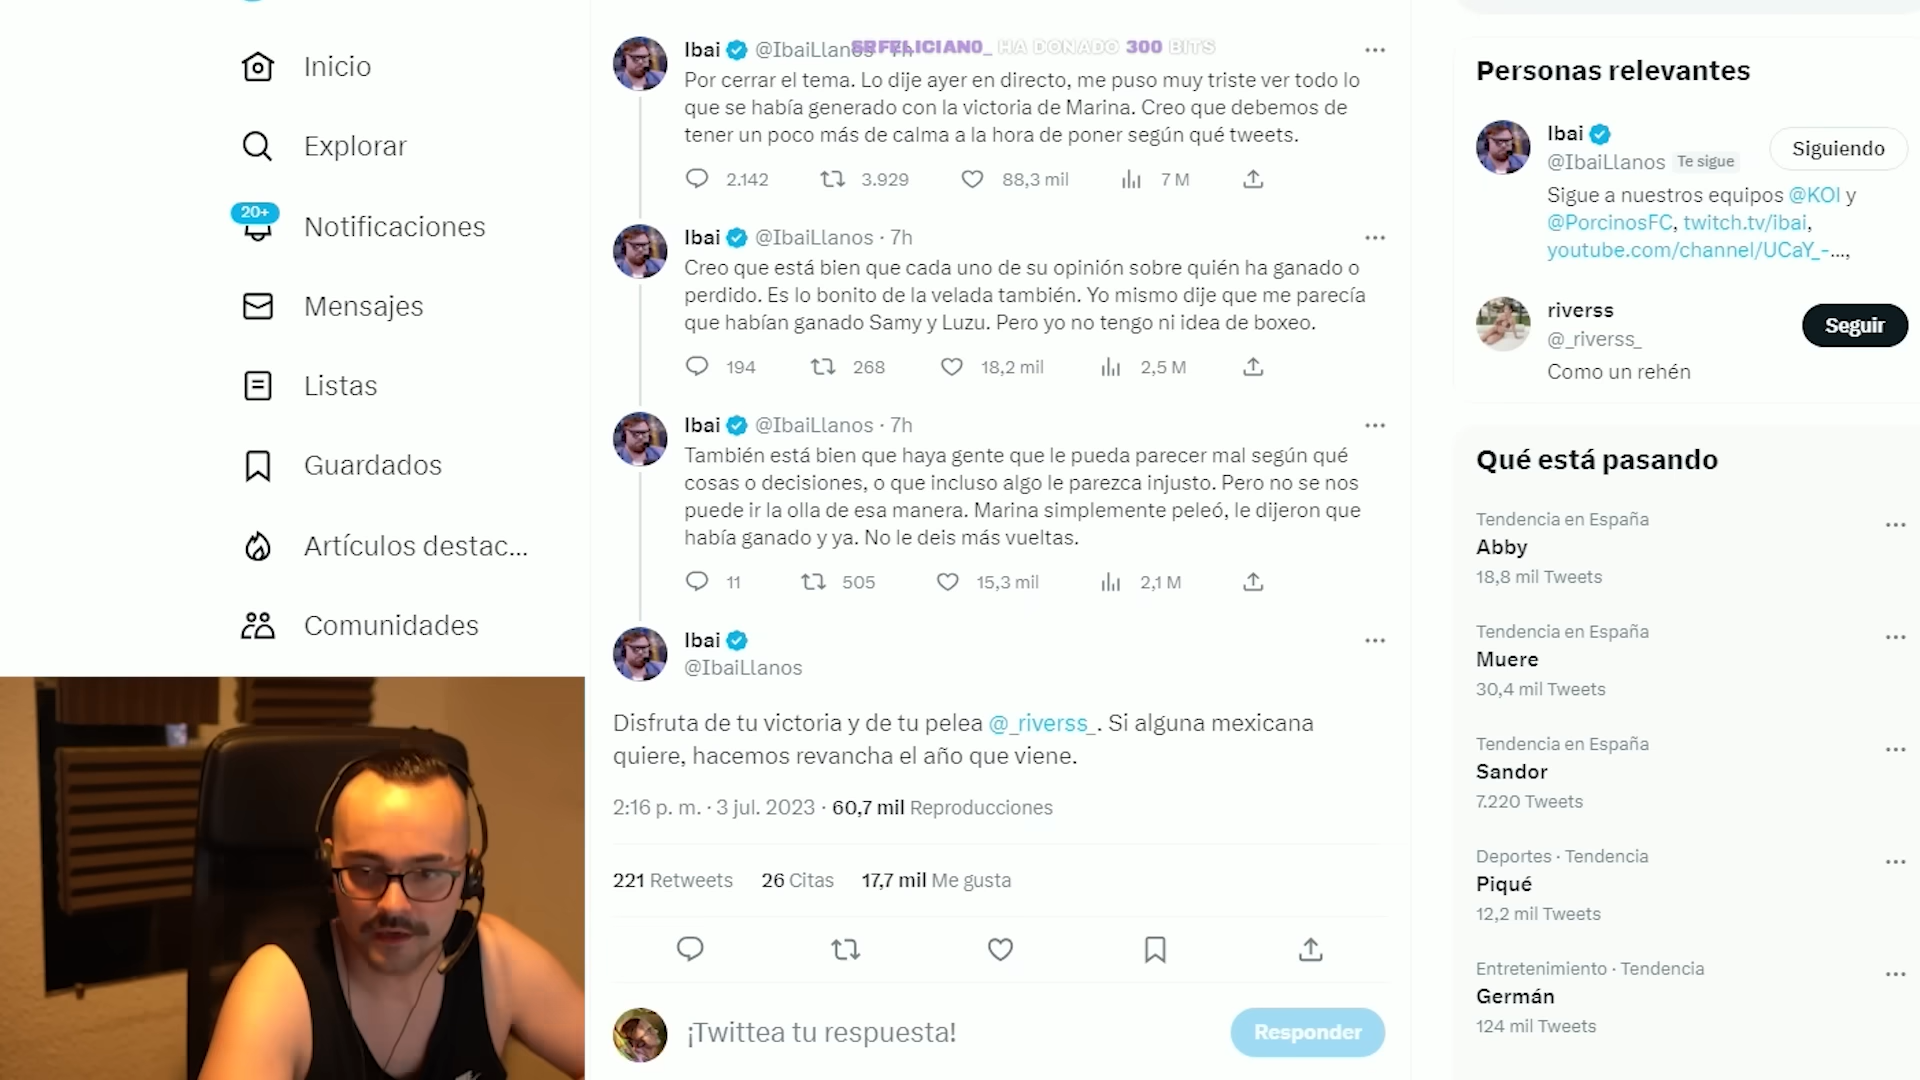 Inicio
Explorar
20+
Notificaciones
Mensajes
Listas
Guardados
Artículos destac...
Comunidades
Ibai @IbaiLlanos · 7h
SRFELICIAN0_ HA DONADO 300 BITS
Por cerrar el tema. Lo dije ayer en directo, me puso muy triste ver todo lo
que se había generado con la victoria de Marina. Creo que debemos de
tener un poco más de calma a la hora de poner según qué tweets.
2.142 3.929 88,3 mil 7 M
Ibai @IbaiLlanos · 7h
Creo que está bien que cada uno de su opinión sobre quién ha ganado o
perdido. Es lo bonito de la velada también. Yo mismo dije que me parecía
que habían ganado Samy y Luzu. Pero yo no tengo ni idea de boxeo.
194 268 18,2 mil 2,5 M
Ibai @IbaiLlanos · 7h
También está bien que haya gente que le pueda parecer mal según qué
cosas o decisiones, o que incluso algo le parezca injusto. Pero no se nos
puede ir la olla de esa manera. Marina simplemente peleó, le dijeron que
había ganado y ya. No le deis más vueltas.
11 505 15,3 mil 2,1 M
Ibai
@IbaiLlanos
Disfruta de tu victoria y de tu pelea @_riverss_. Si alguna mexicana
quiere, hacemos revancha el año que viene.
2:16 p. m. · 3 jul. 2023 · 60,7 mil Reproducciones
221 Retweets 26 Citas 17,7 mil Me gusta
¡Twittea tu respuesta!
Responder
Personas relevantes
Ibai
@IbaiLlanos Te sigue
Siguiendo
Sigue a nuestros equipos @KOI y
@PorcinosFC, twitch.tv/ibai,
youtube.com/channel/UCaY_-...,
riverss
@_riverss_
Seguir
Como un rehén
Qué está pasando
Tendencia en España
Abby
18,8 mil Tweets
Tendencia en España
Muere
30,4 mil Tweets
Tendencia en España
Sandor
7.220 Tweets
Deportes · Tendencia
Piqué
12,2 mil Tweets
Entretenimiento · Tendencia
Germán
124 mil Tweets